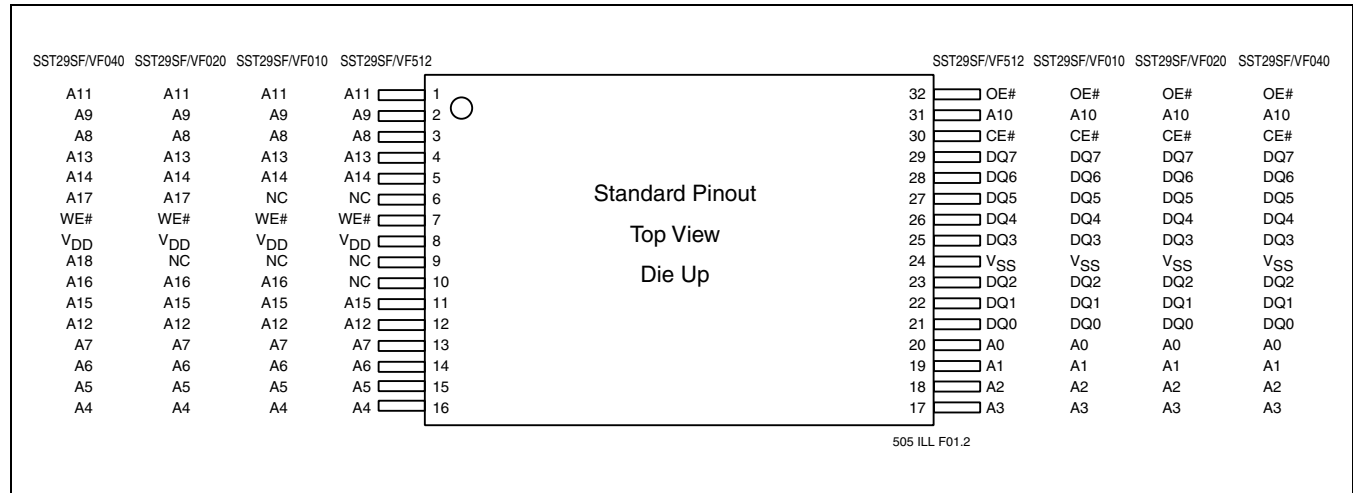 SST29SF/VF040 SST29SF/VF020 SST29SF/VF010 SST29SF/VF512 SST29SF/VF512 SST29SF/VF010 SST29SF/VF020 SST29SF/VF040
A11 A11 A11 A11 1 32 OE# OE# OE# OE#
A9 A9 A9 A9 2 31 A10 A10 A10 A10
A8 A8 A8 A8 3 30 CE# CE# CE# CE#
A13 A13 A13 A13 4 29 DQ7 DQ7 DQ7 DQ7
A14 A14 A14 A14 5 28 DQ6 DQ6 DQ6 DQ6
A17 A17 NC NC 6 Standard Pinout 27 DQ5 DQ5 DQ5 DQ5
WE# WE# WE# WE# 7 26 DQ4 DQ4 DQ4 DQ4
VDD VDD VDD VDD 8 Top View 25 DQ3 DQ3 DQ3 DQ3
A18 NC NC NC 9 24 VSS VSS VSS VSS
A16 A16 A16 NC 10 Die Up 23 DQ2 DQ2 DQ2 DQ2
A15 A15 A15 A15 11 22 DQ1 DQ1 DQ1 DQ1
A12 A12 A12 A12 12 21 DQ0 DQ0 DQ0 DQ0
A7 A7 A7 A7 13 20 A0 A0 A0 A0
A6 A6 A6 A6 14 19 A1 A1 A1 A1
A5 A5 A5 A5 15 18 A2 A2 A2 A2
A4 A4 A4 A4 16 17 A3 A3 A3 A3
505 ILL F01.2